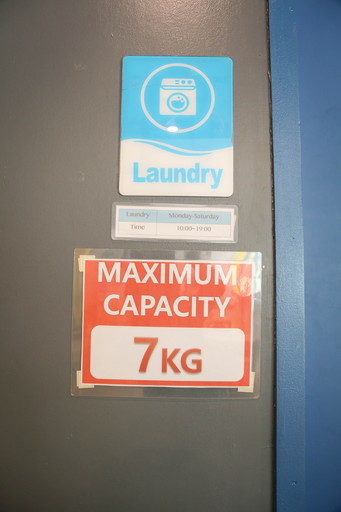 Laundry
Laundry Monday-Saturday
Time 10:00~19:00
MAXIMUM
CAPACITY
7KG